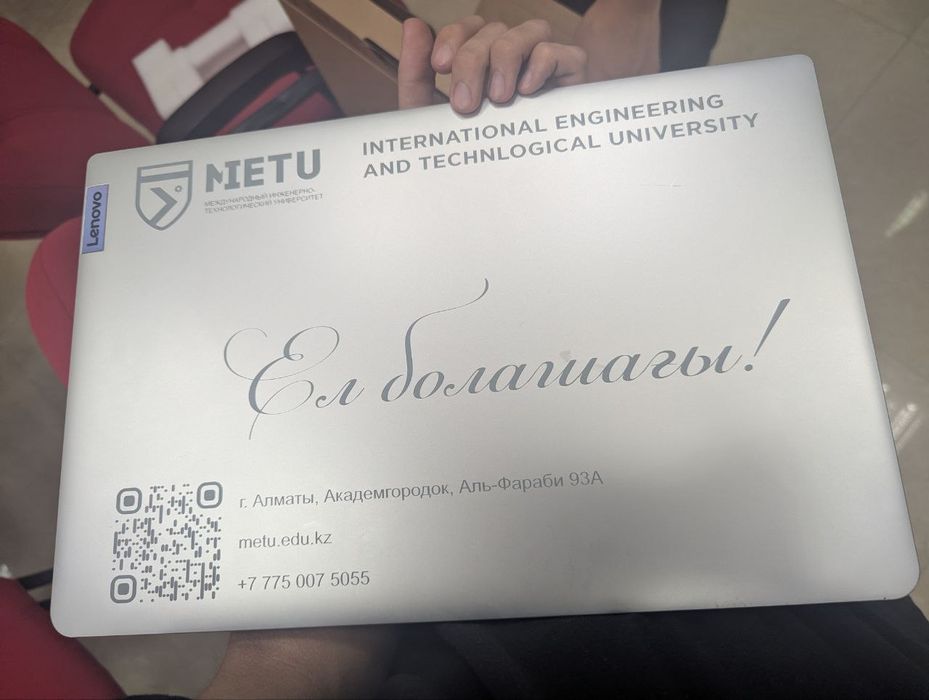 METU
МЕЖДУНАРОДНЫЙ ИНЖЕНЕРНО-
ТЕХНОЛОГИЧЕСКИЙ УНИВЕРСИТЕТ
INTERNATIONAL ENGINEERING
AND TECHNLOGICAL UNIVERSITY
Lenovo
Ел болашағы!
г. Алматы, Академгородок, Аль-Фараби 93А
metu.edu.kz
+7 775 007 5055